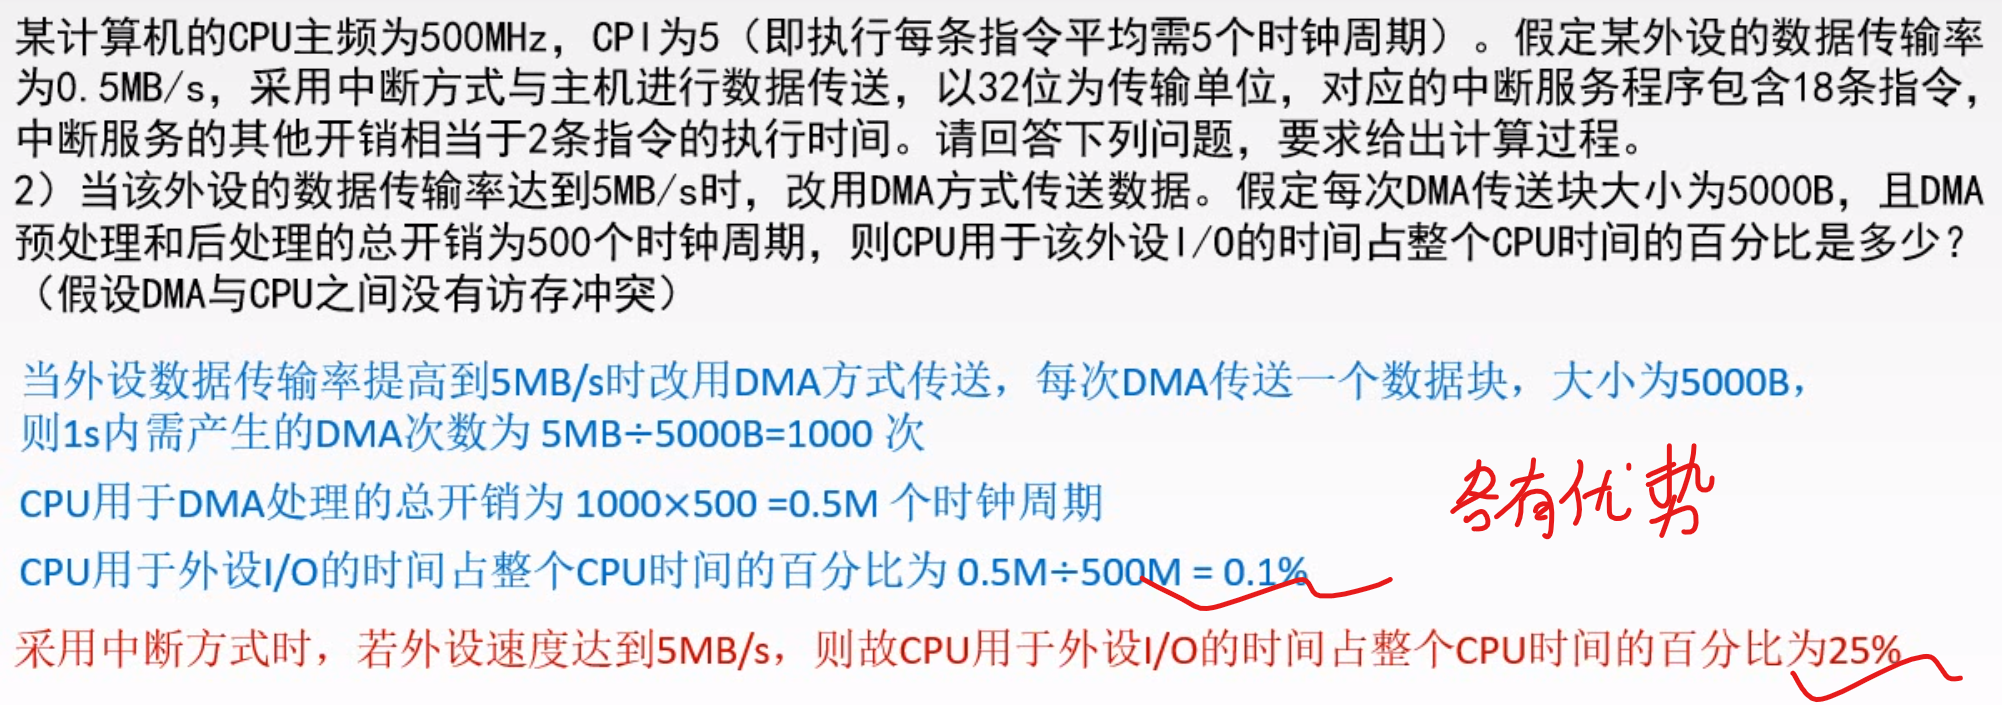 某计算机的CPU主频为500MHz，CPI为5（即执行每条指令平均需5个时钟周期）。假定某外设的数据传输率
为0.5MB/s，采用中断方式与主机进行数据传送，以32位为传输单位，对应的中断服务程序包含18条指令，
中断服务的其他开销相当于2条指令的执行时间。请回答下列问题，要求给出计算过程。
2）当该外设的数据传输率达到5MB/s时，改用DMA方式传送数据。假定每次DMA传送块大小为5000B，且DMA
预处理和后处理的总开销为500个时钟周期，则CPU用于该外设I/O的时间占整个CPU时间的百分比是多少？
（假设DMA与CPU之间没有访存冲突）
当外设数据传输率提高到5MB/s时改用DMA方式传送，每次DMA传送一个数据块，大小为5000B，
则1s内需产生的DMA次数为 5MB÷5000B=1000 次
CPU用于DMA处理的总开销为 1000×500 =0.5M 个时钟周期
各有优势
CPU用于外设I/O的时间占整个CPU时间的百分比为 0.5M÷500M = 0.1%
采用中断方式时，若外设速度达到5MB/s，则故CPU用于外设I/O的时间占整个CPU时间的百分比为25%